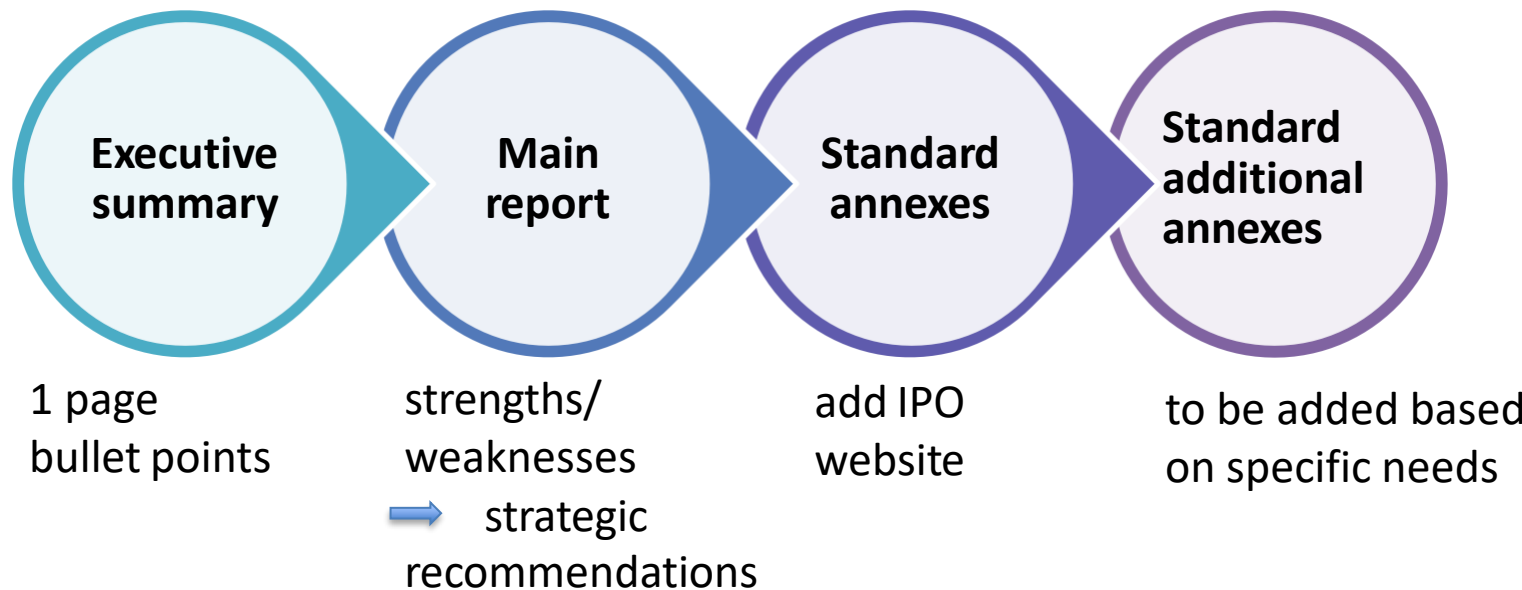 Executive
summary
Main
report
Standard
annexes
Standard
additional
annexes
1 page
bullet points
strengths/
weaknesses
strategic
recommendations
add IPO
website
to be added based
on specific needs